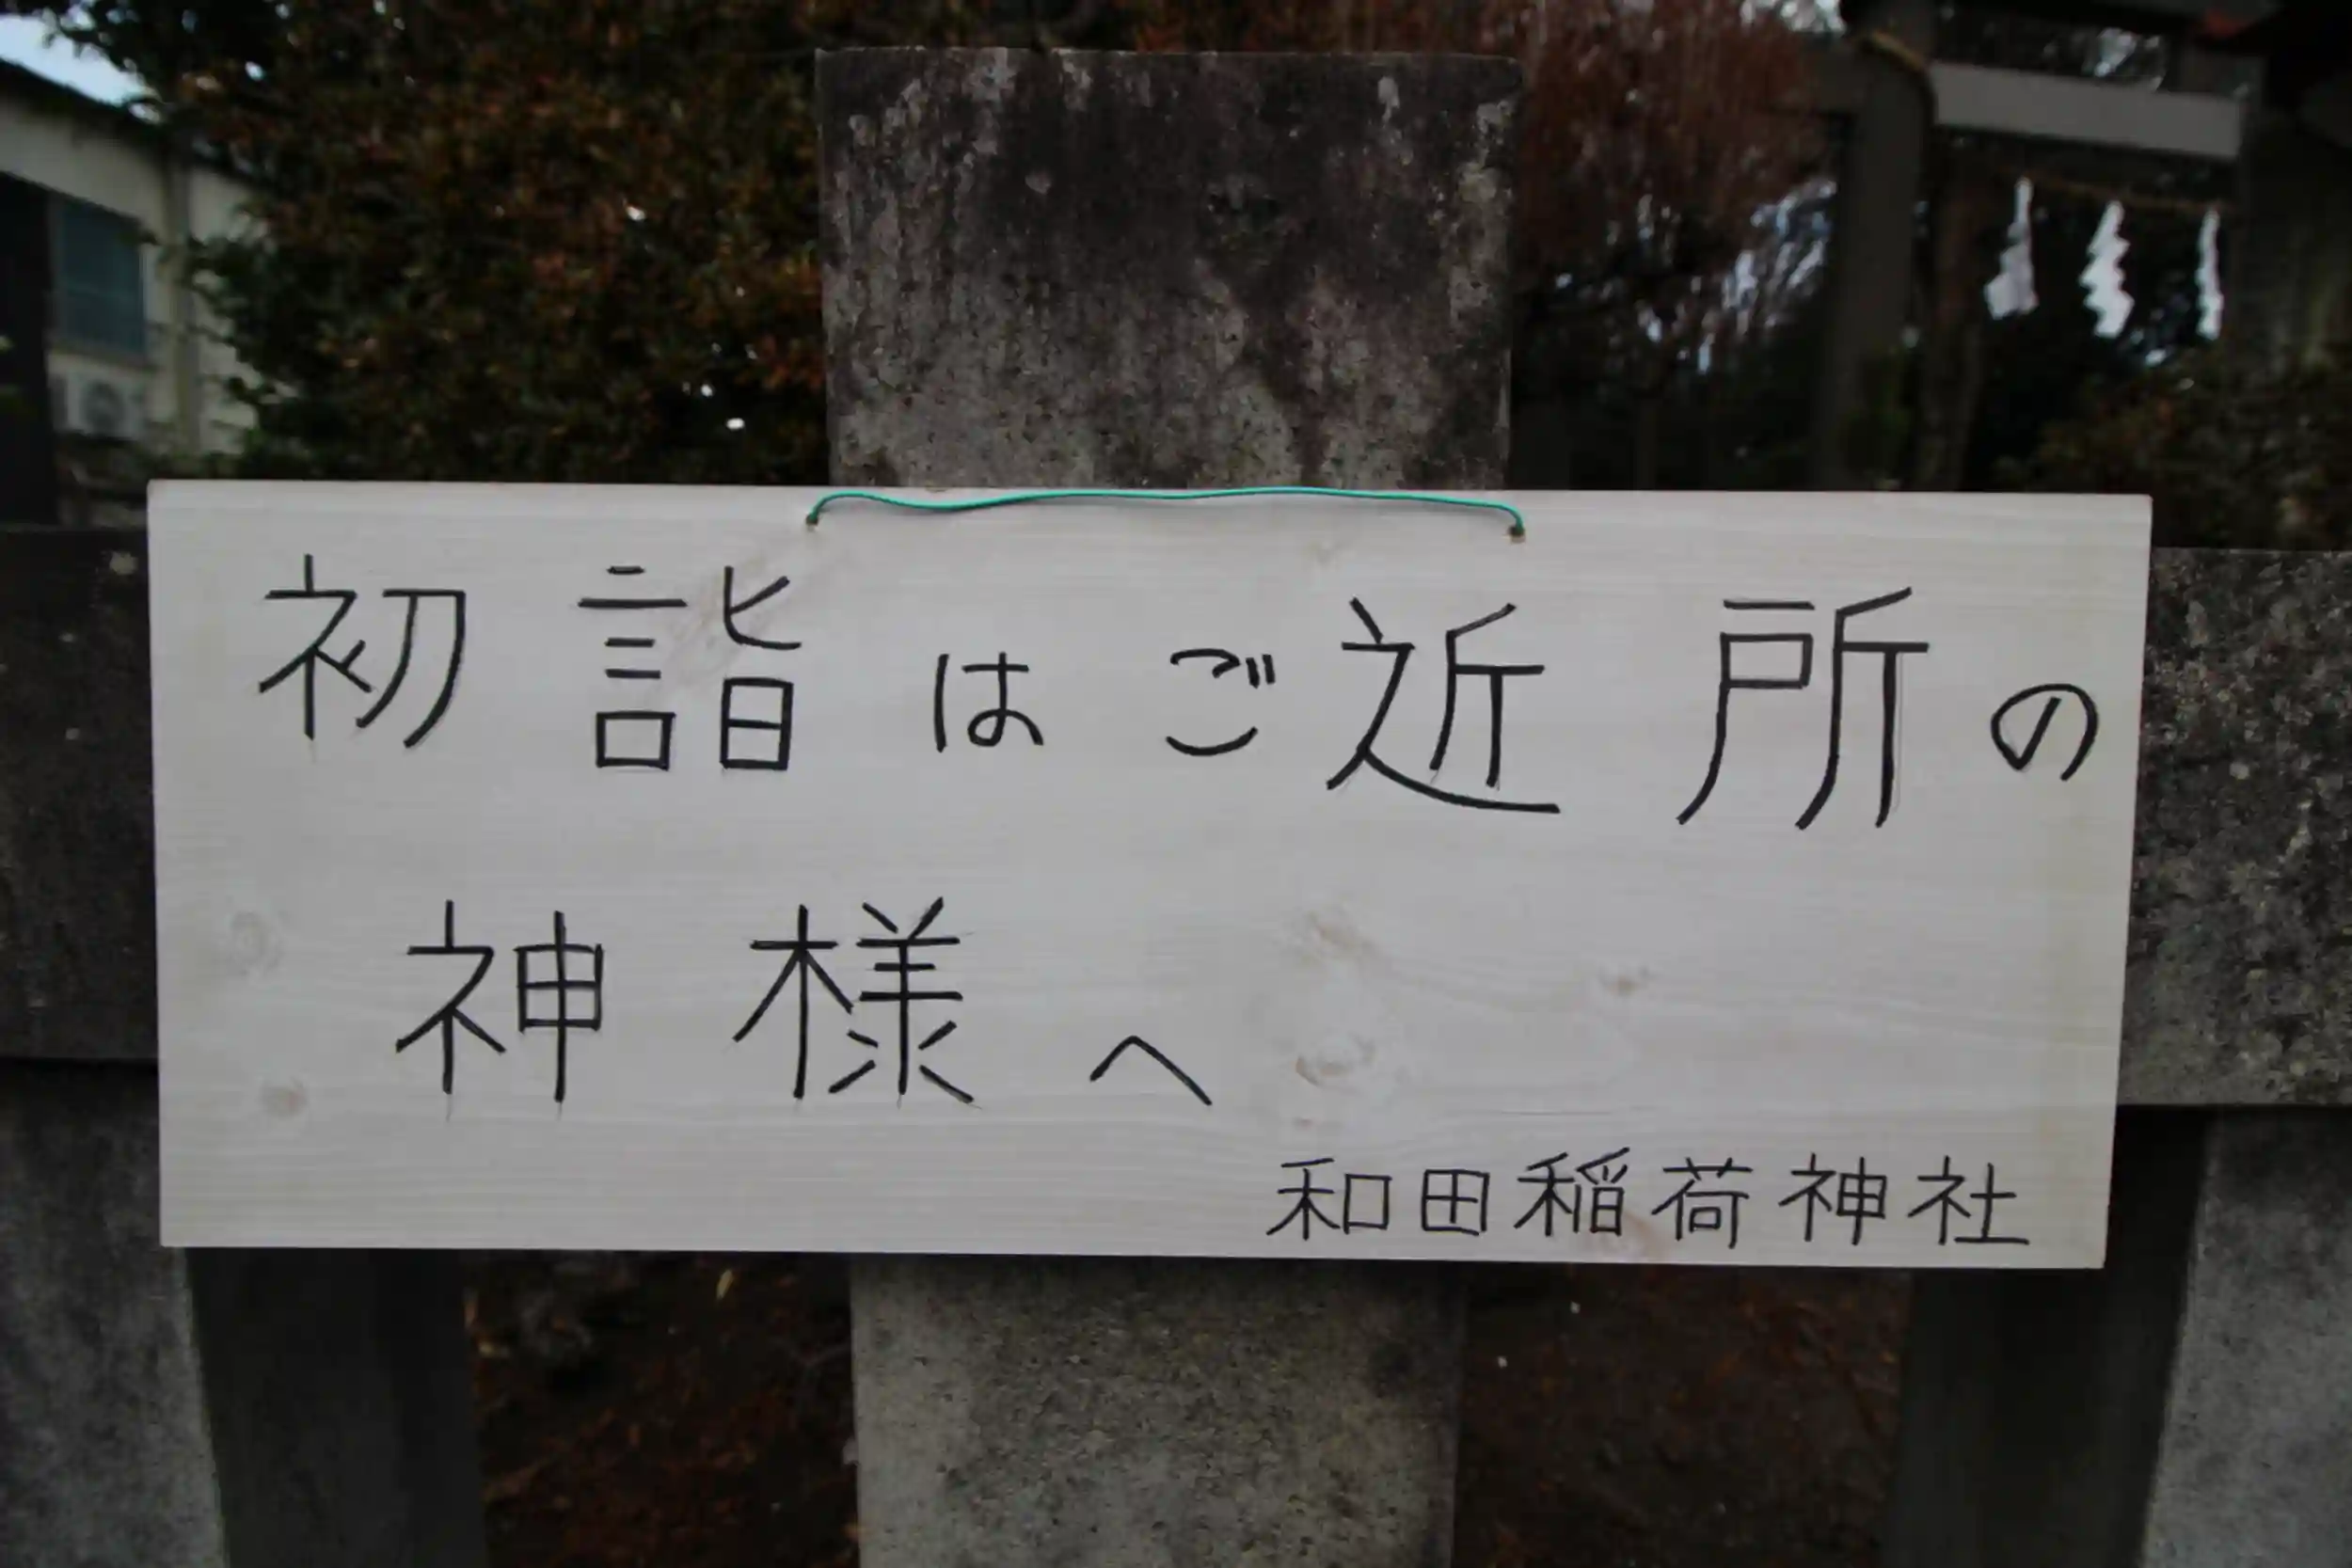 初詣はご近所の
神様へ
和田稲荷神社